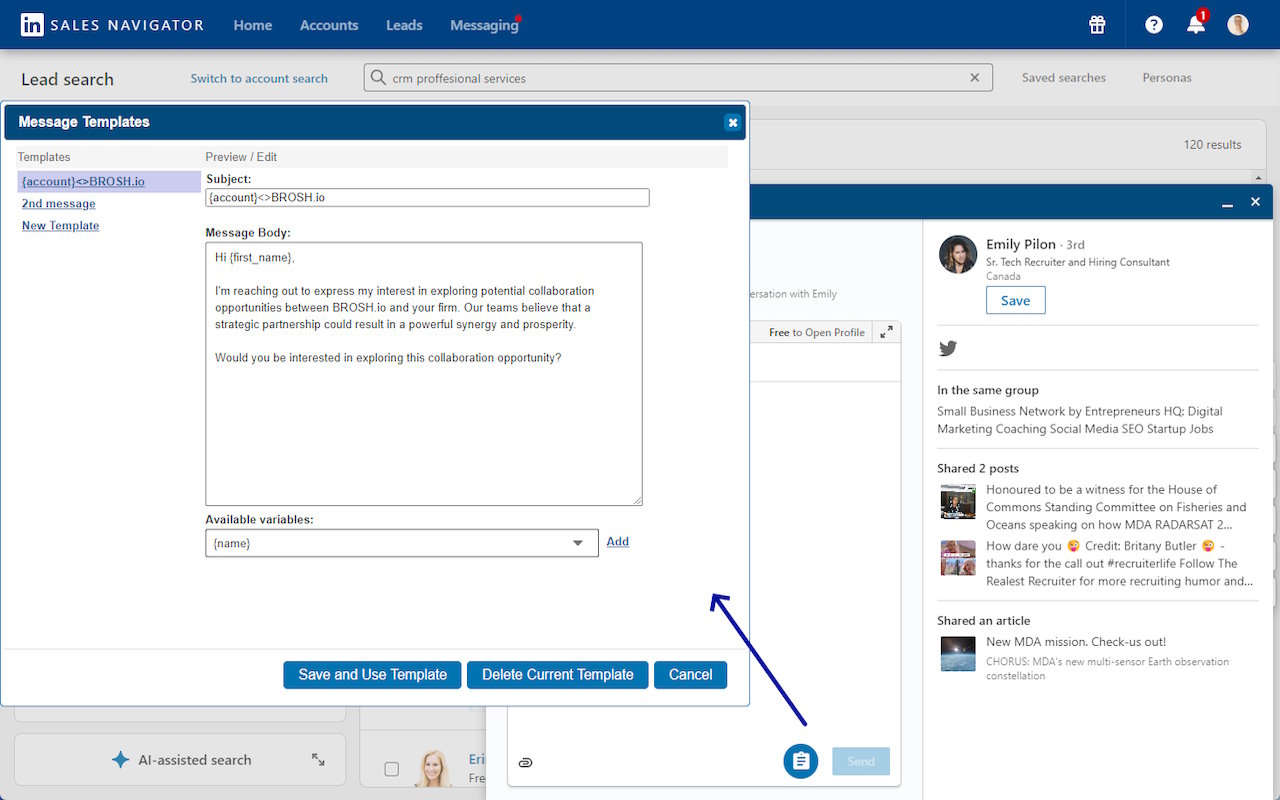 in SALES NAVIGATOR Home Accounts Leads Messaging 1
Lead search Switch to account search crm proffesional services Saved searches Personas
120 results
Message Templates
Templates
{account}<>BROSH.io
2nd message
New Template
Preview / Edit
Subject:
{account}<>BROSH.io
Message Body:
Hi {first_name},
I'm reaching out to express my interest in exploring potential collaboration
opportunities between BROSH.io and your firm. Our teams believe that a
strategic partnership could result in a powerful synergy and prosperity.
Would you be interested in exploring this collaboration opportunity?
Available variables:
{name} Add
Save and Use Template Delete Current Template Cancel
ersation with Emily
Free to Open Profile
Send
Emily Pilon · 3rd
Sr. Tech Recruiter and Hiring Consultant
Canada
Save
In the same group
Small Business Network by Entrepreneurs HQ: Digital
Marketing Coaching Social Media SEO Startup Jobs
Shared 2 posts
Honoured to be a witness for the House of
Commons Standing Committee on Fisheries and
Oceans speaking on how MDA RADARSAT 2...
How dare you 😜 Credit: Britany Butler 😜 -
thanks for the call out #recruiterlife Follow The
Realest Recruiter for more recruiting humor and...
Shared an article
New MDA mission. Check-us out!
CHORUS: MDA's new multi-sensor Earth observation
constellation
AI-assisted search
Eri
Fre